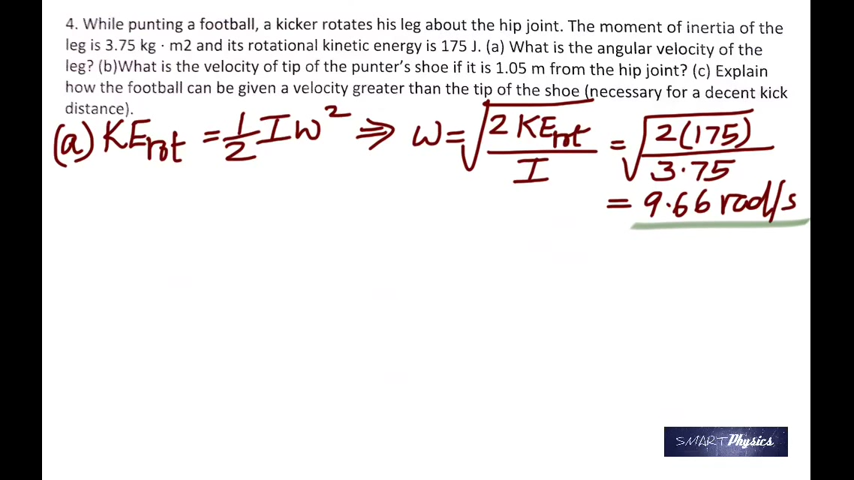 4. While punting a football, a kicker rotates his leg about the hip joint. The moment of inertia of the
leg is 3.75 kg · m2 and its rotational kinetic energy is 175 J. (a) What is the angular velocity of the
leg? (b)What is the velocity of tip of the punter's shoe if it is 1.05 m from the hip joint? (c) Explain
how the football can be given a velocity greater than the tip of the shoe (necessary for a decent kick
distance).
(a) KE_rot = 1/2 Iω² ⇒ ω = √(2 KE_rot / I) = √(2(175) / 3.75)
= 9.66 rad/s
SMART Physics